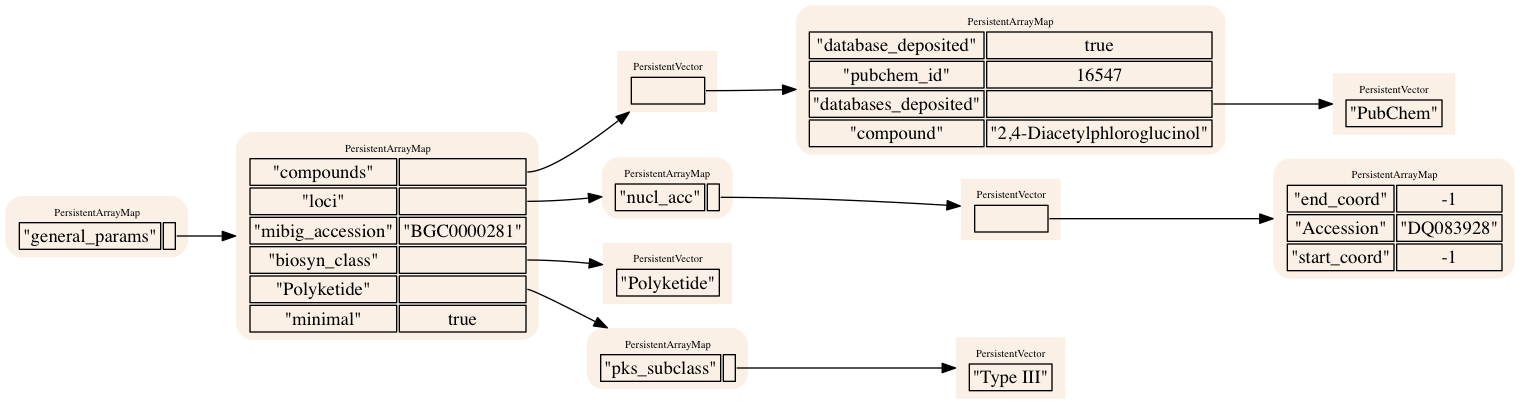 PersistentArrayMap
"general_params"
PersistentArrayMap
"compounds"
"loci"
"mibig_accession" "BGC0000281"
"biosyn_class"
"Polyketide"
"minimal" true
PersistentVector
PersistentArrayMap
"database_deposited" true
"pubchem_id" 16547
"databases_deposited"
"compound" "2,4-Diacetylphloroglucinol"
PersistentVector
"PubChem"
PersistentArrayMap
"nucl_acc"
PersistentVector
PersistentArrayMap
"end_coord" -1
"Accession" "DQ083928"
"start_coord" -1
PersistentVector
"Polyketide"
PersistentArrayMap
"pks_subclass"
PersistentVector
"Type III"